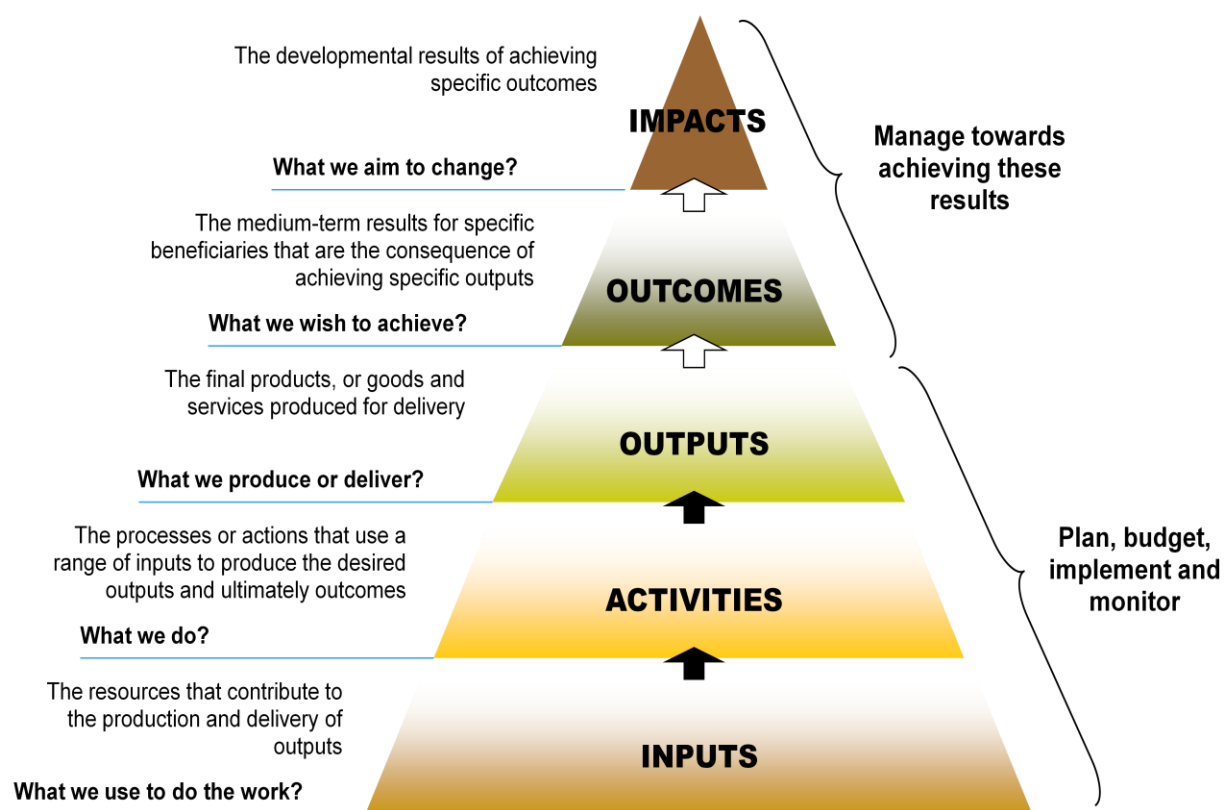 The developmental results of achieving
specific outcomes
IMPACTS
What we aim to change?
Manage towards
achieving these
results
The medium-term results for specific
beneficiaries that are the consequence of
achieving specific outputs
OUTCOMES
What we wish to achieve?
The final products, or goods and
services produced for delivery
OUTPUTS
What we produce or deliver?
The processes or actions that use a
range of inputs to produce the desired
outputs and ultimately outcomes
ACTIVITIES
What we do?
Plan, budget,
implement and
monitor
The resources that contribute to
the production and delivery of
outputs
INPUTS
What we use to do the work?